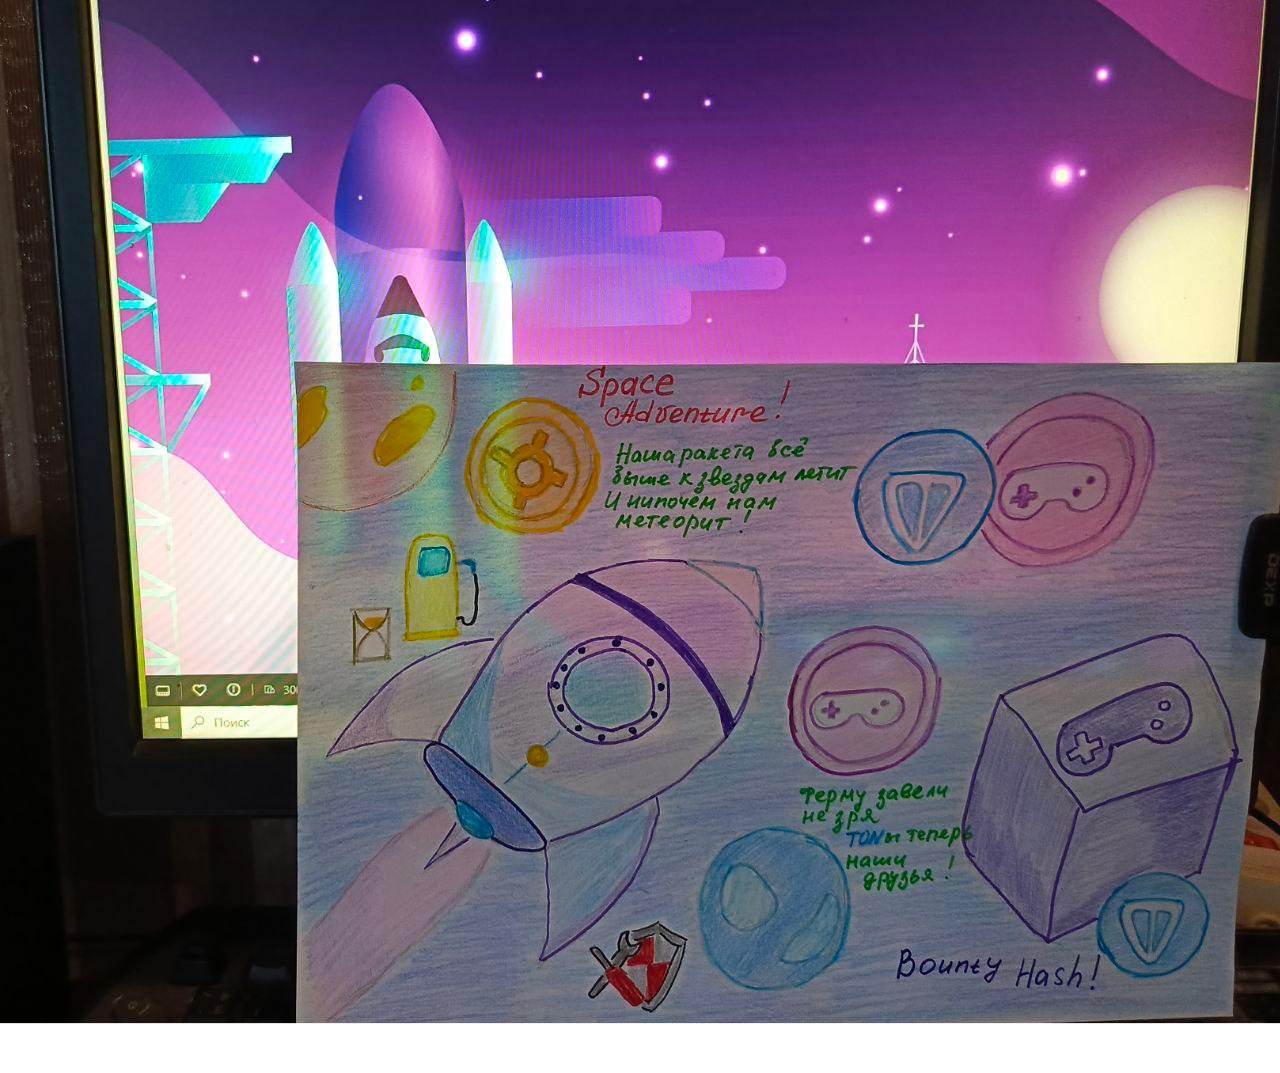 Space
Adventure!
Наша ракета всё
выше к звездам летит
И нипочём нам
метеорит!
Ферму завели
не зря
TONы теперь
наши
друзья!
Bounty Hash!
Поиск
DEXP